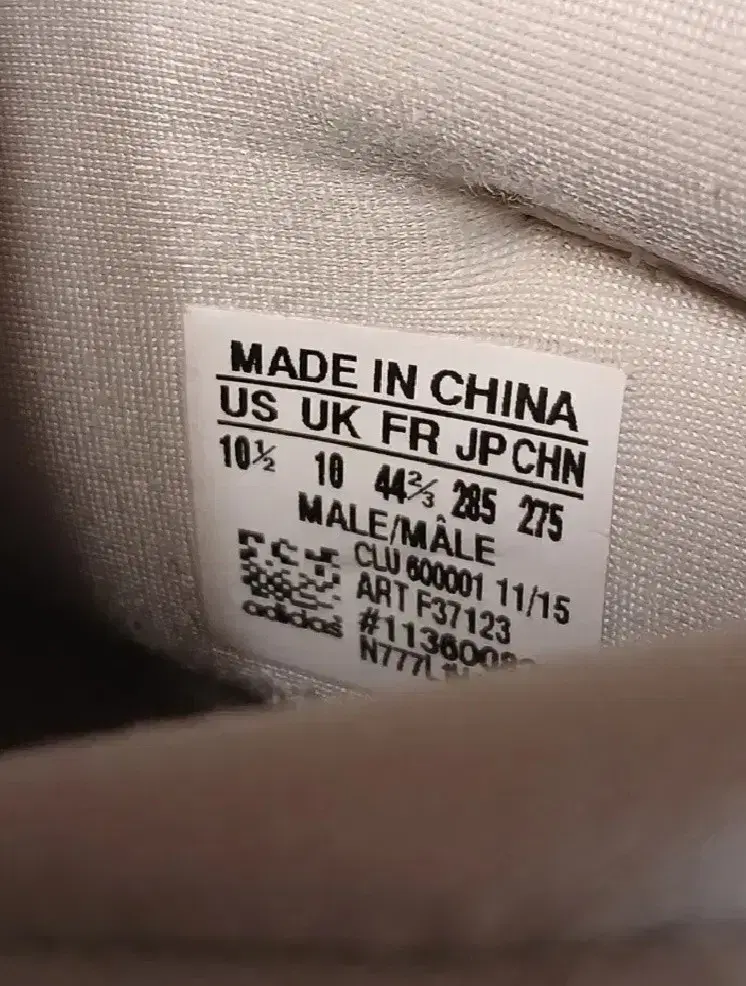 MADE IN CHINA
US UK FR JP CHN
10½ 10 44⅔ 285 275
MALE/MÂLE
CLU 600001 11/15
ART F37123
adidas